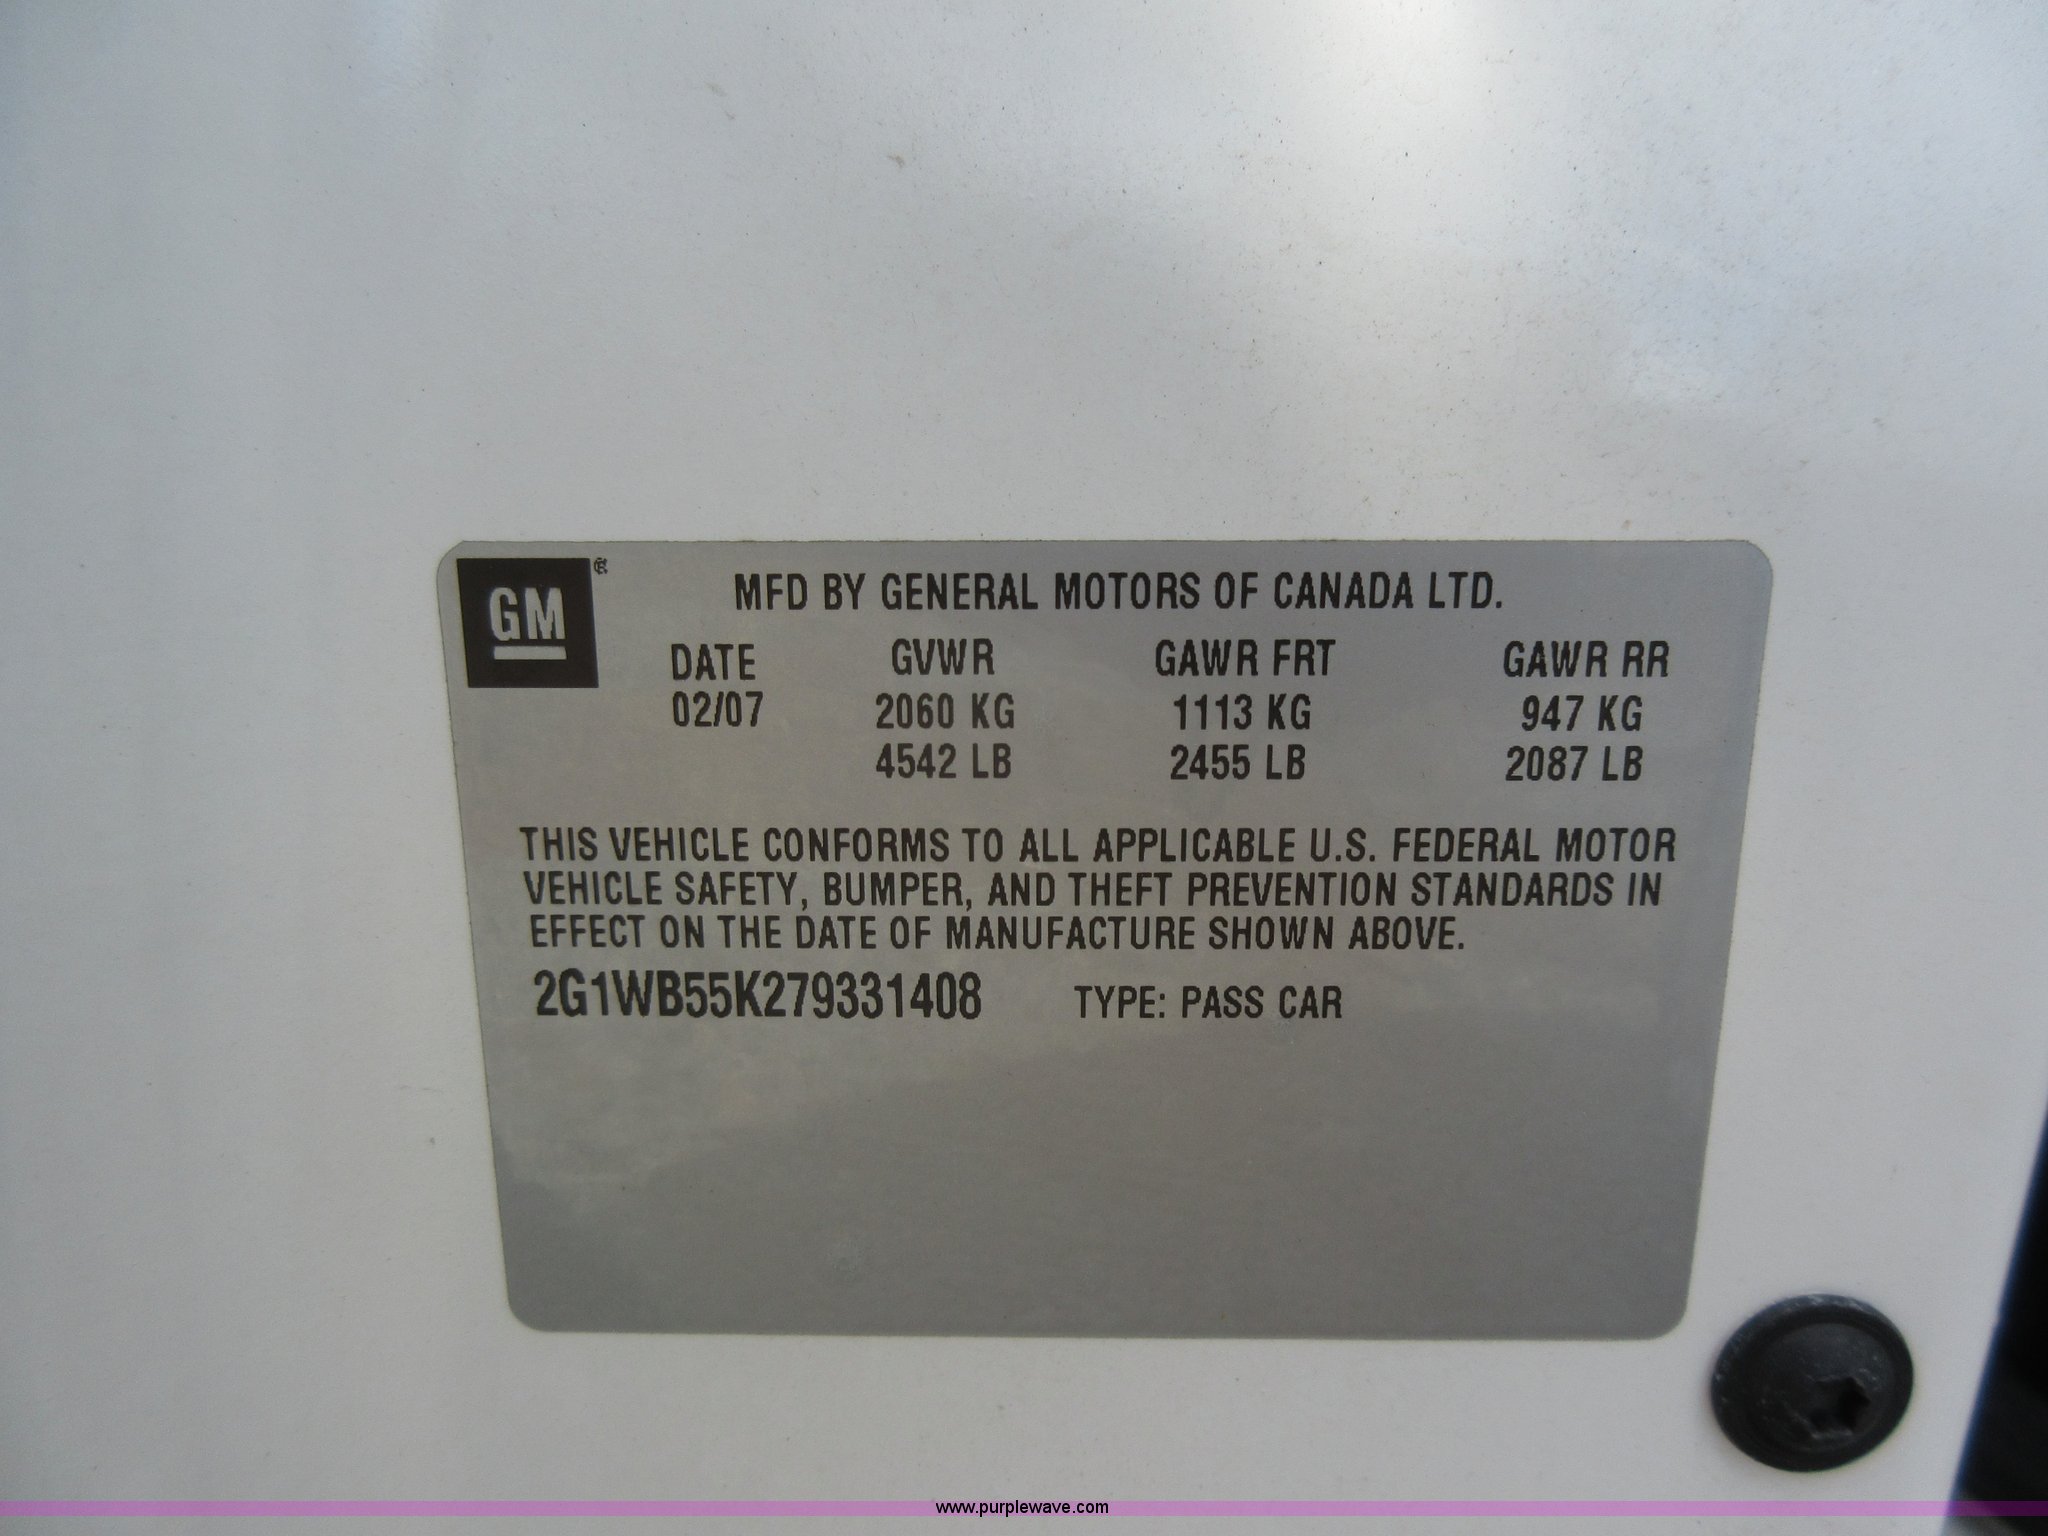 GM®
MFD BY GENERAL MOTORS OF CANADA LTD.
DATE GVWR GAWR FRT GAWR RR
02/07 2060 KG 1113 KG 947 KG
4542 LB 2455 LB 2087 LB
THIS VEHICLE CONFORMS TO ALL APPLICABLE U.S. FEDERAL MOTOR
VEHICLE SAFETY, BUMPER, AND THEFT PREVENTION STANDARDS IN
EFFECT ON THE DATE OF MANUFACTURE SHOWN ABOVE.
2G1WB55K279331408 TYPE: PASS CAR
www.purplewave.com